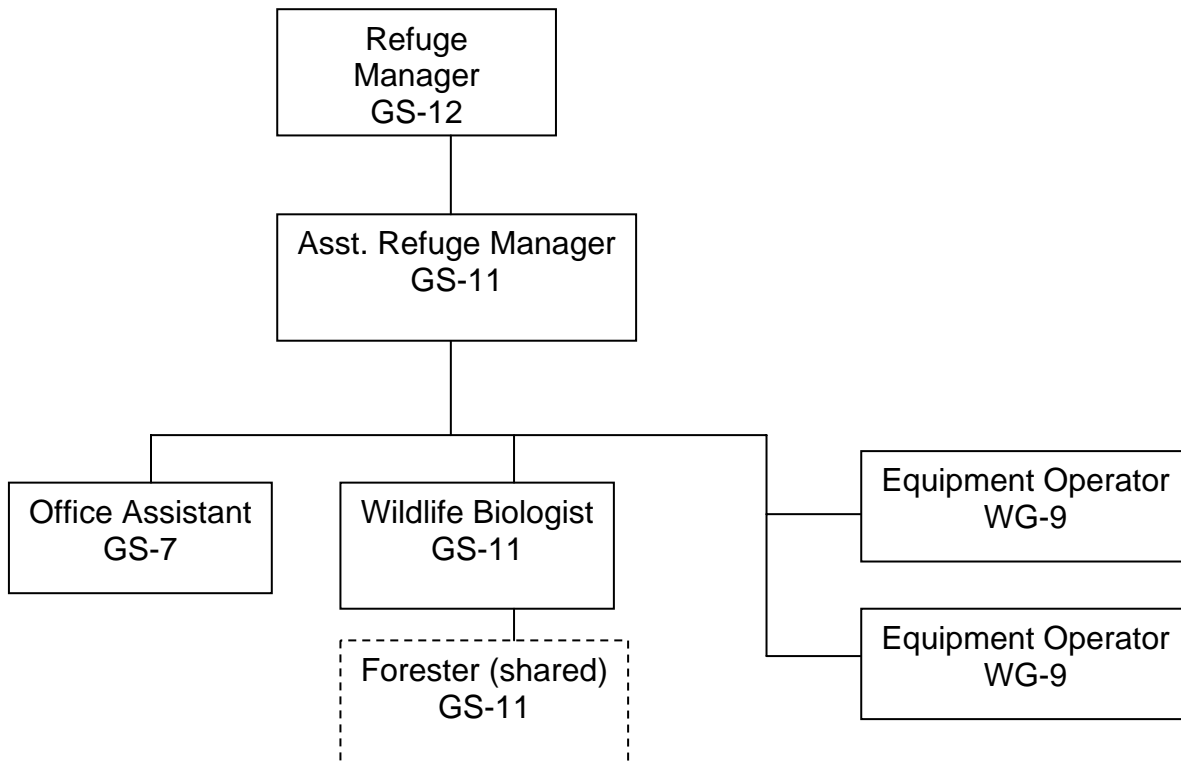 Refuge
Manager
GS-12
Asst. Refuge Manager
GS-11
Office Assistant
GS-7
Wildlife Biologist
GS-11
Equipment Operator
WG-9
Equipment Operator
WG-9
Forester (shared)
GS-11